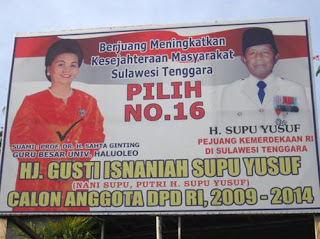 Berjuang Meningkatkan
Kesejahteraan Masyarakat
Sulawesi Tenggara
PILIH
NO.16
SUAMI: PROF. DR. H. SAHTA GINTING
GURU BESAR UNIV. HALUOLEO
H. SUPU YUSUF
PEJUANG KEMERDEKAAN RI
DI SULAWESI TENGGARA
HJ. GUSTI ISNANIAH SUPU YUSUF
(NANI SUPU, PUTRI H. SUPU YUSUF)
CALON ANGGOTA DPD RI, 2009 - 2014